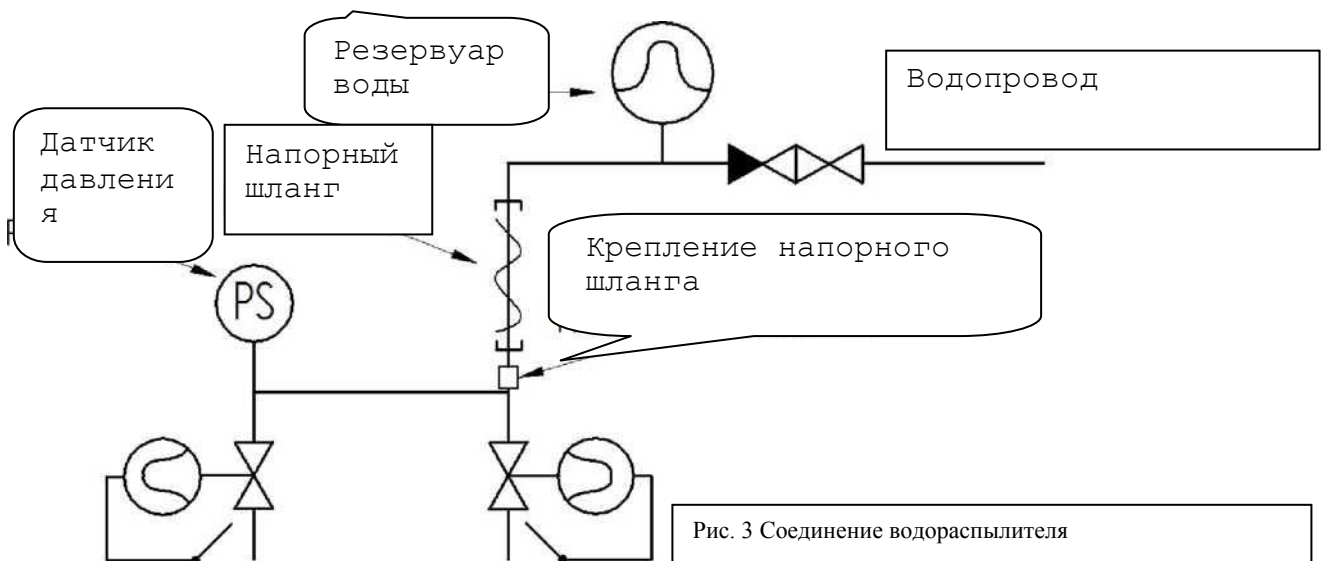 Резервуар
воды
Водопровод
Датчик
давлени
я
Напорный
шланг
Крепление напорного
шланга
PS
Рис. 3 Соединение водораспылителя